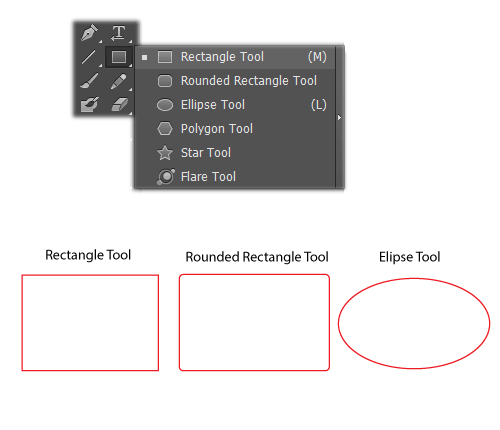 Rectangle Tool (M)
Rounded Rectangle Tool
Ellipse Tool (L)
Polygon Tool
Star Tool
Flare Tool
Rectangle Tool
Rounded Rectangle Tool
Elipse Tool